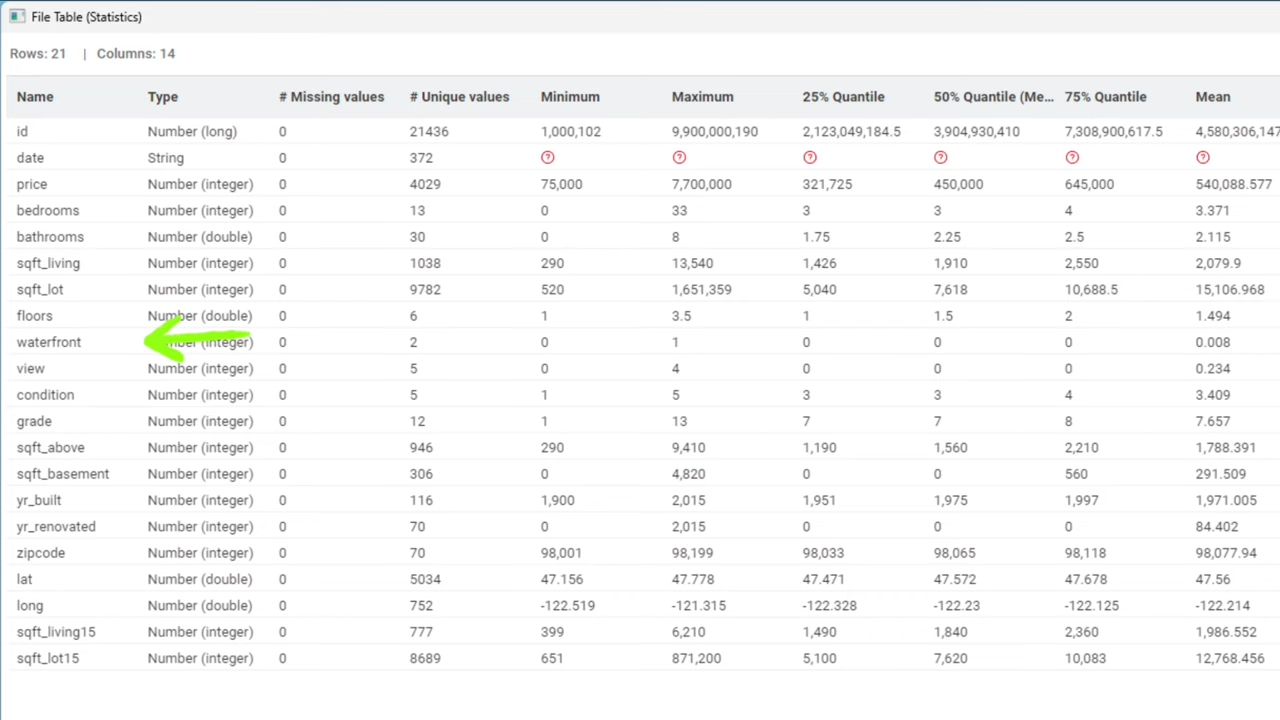 File Table (Statistics)
Rows: 21 | Columns: 14
Name Type # Missing values # Unique values Minimum Maximum 25% Quantile 50% Quantile (Me... 75% Quantile Mean
id Number (long) 0 21436 1,000,102 9,900,000,190 2,123,049,184.5 3,904,930,410 7,308,900,617.5 4,580,306,147
date String 0 372
price Number (integer) 0 4029 75,000 7,700,000 321,725 450,000 645,000 540,088.577
bedrooms Number (integer) 0 13 0 33 3 3 4 3.371
bathrooms Number (double) 0 30 0 8 1.75 2.25 2.5 2.115
sqft_living Number (integer) 0 1038 290 13,540 1,426 1,910 2,550 2,079.9
sqft_lot Number (integer) 0 9782 520 1,651,359 5,040 7,618 10,688.5 15,106.968
floors Number (double) 0 6 1 3.5 1 1.5 2 1.494
waterfront (integer) 0 2 0 1 0 0 0 0.008
view Number (integer) 0 5 0 4 0 0 0 0.234
condition Number (integer) 0 5 1 5 3 3 4 3.409
grade Number (integer) 0 12 1 13 7 7 8 7.657
sqft_above Number (integer) 0 946 290 9,410 1,190 1,560 2,210 1,788.391
sqft_basement Number (integer) 0 306 0 4,820 0 0 560 291.509
yr_built Number (integer) 0 116 1,900 2,015 1,951 1,975 1,997 1,971.005
yr_renovated Number (integer) 0 70 0 2,015 0 0 0 84.402
zipcode Number (integer) 0 70 98,001 98,199 98,033 98,065 98,118 98,077.94
lat Number (double) 0 5034 47.156 47.778 47.471 47.572 47.678 47.56
long Number (double) 0 752 -122.519 -121.315 -122.328 -122.23 -122.125 -122.214
sqft_living15 Number (integer) 0 777 399 6,210 1,490 1,840 2,360 1,986.552
sqft_lot15 Number (integer) 0 8689 651 871,200 5,100 7,620 10,083 12,768.456